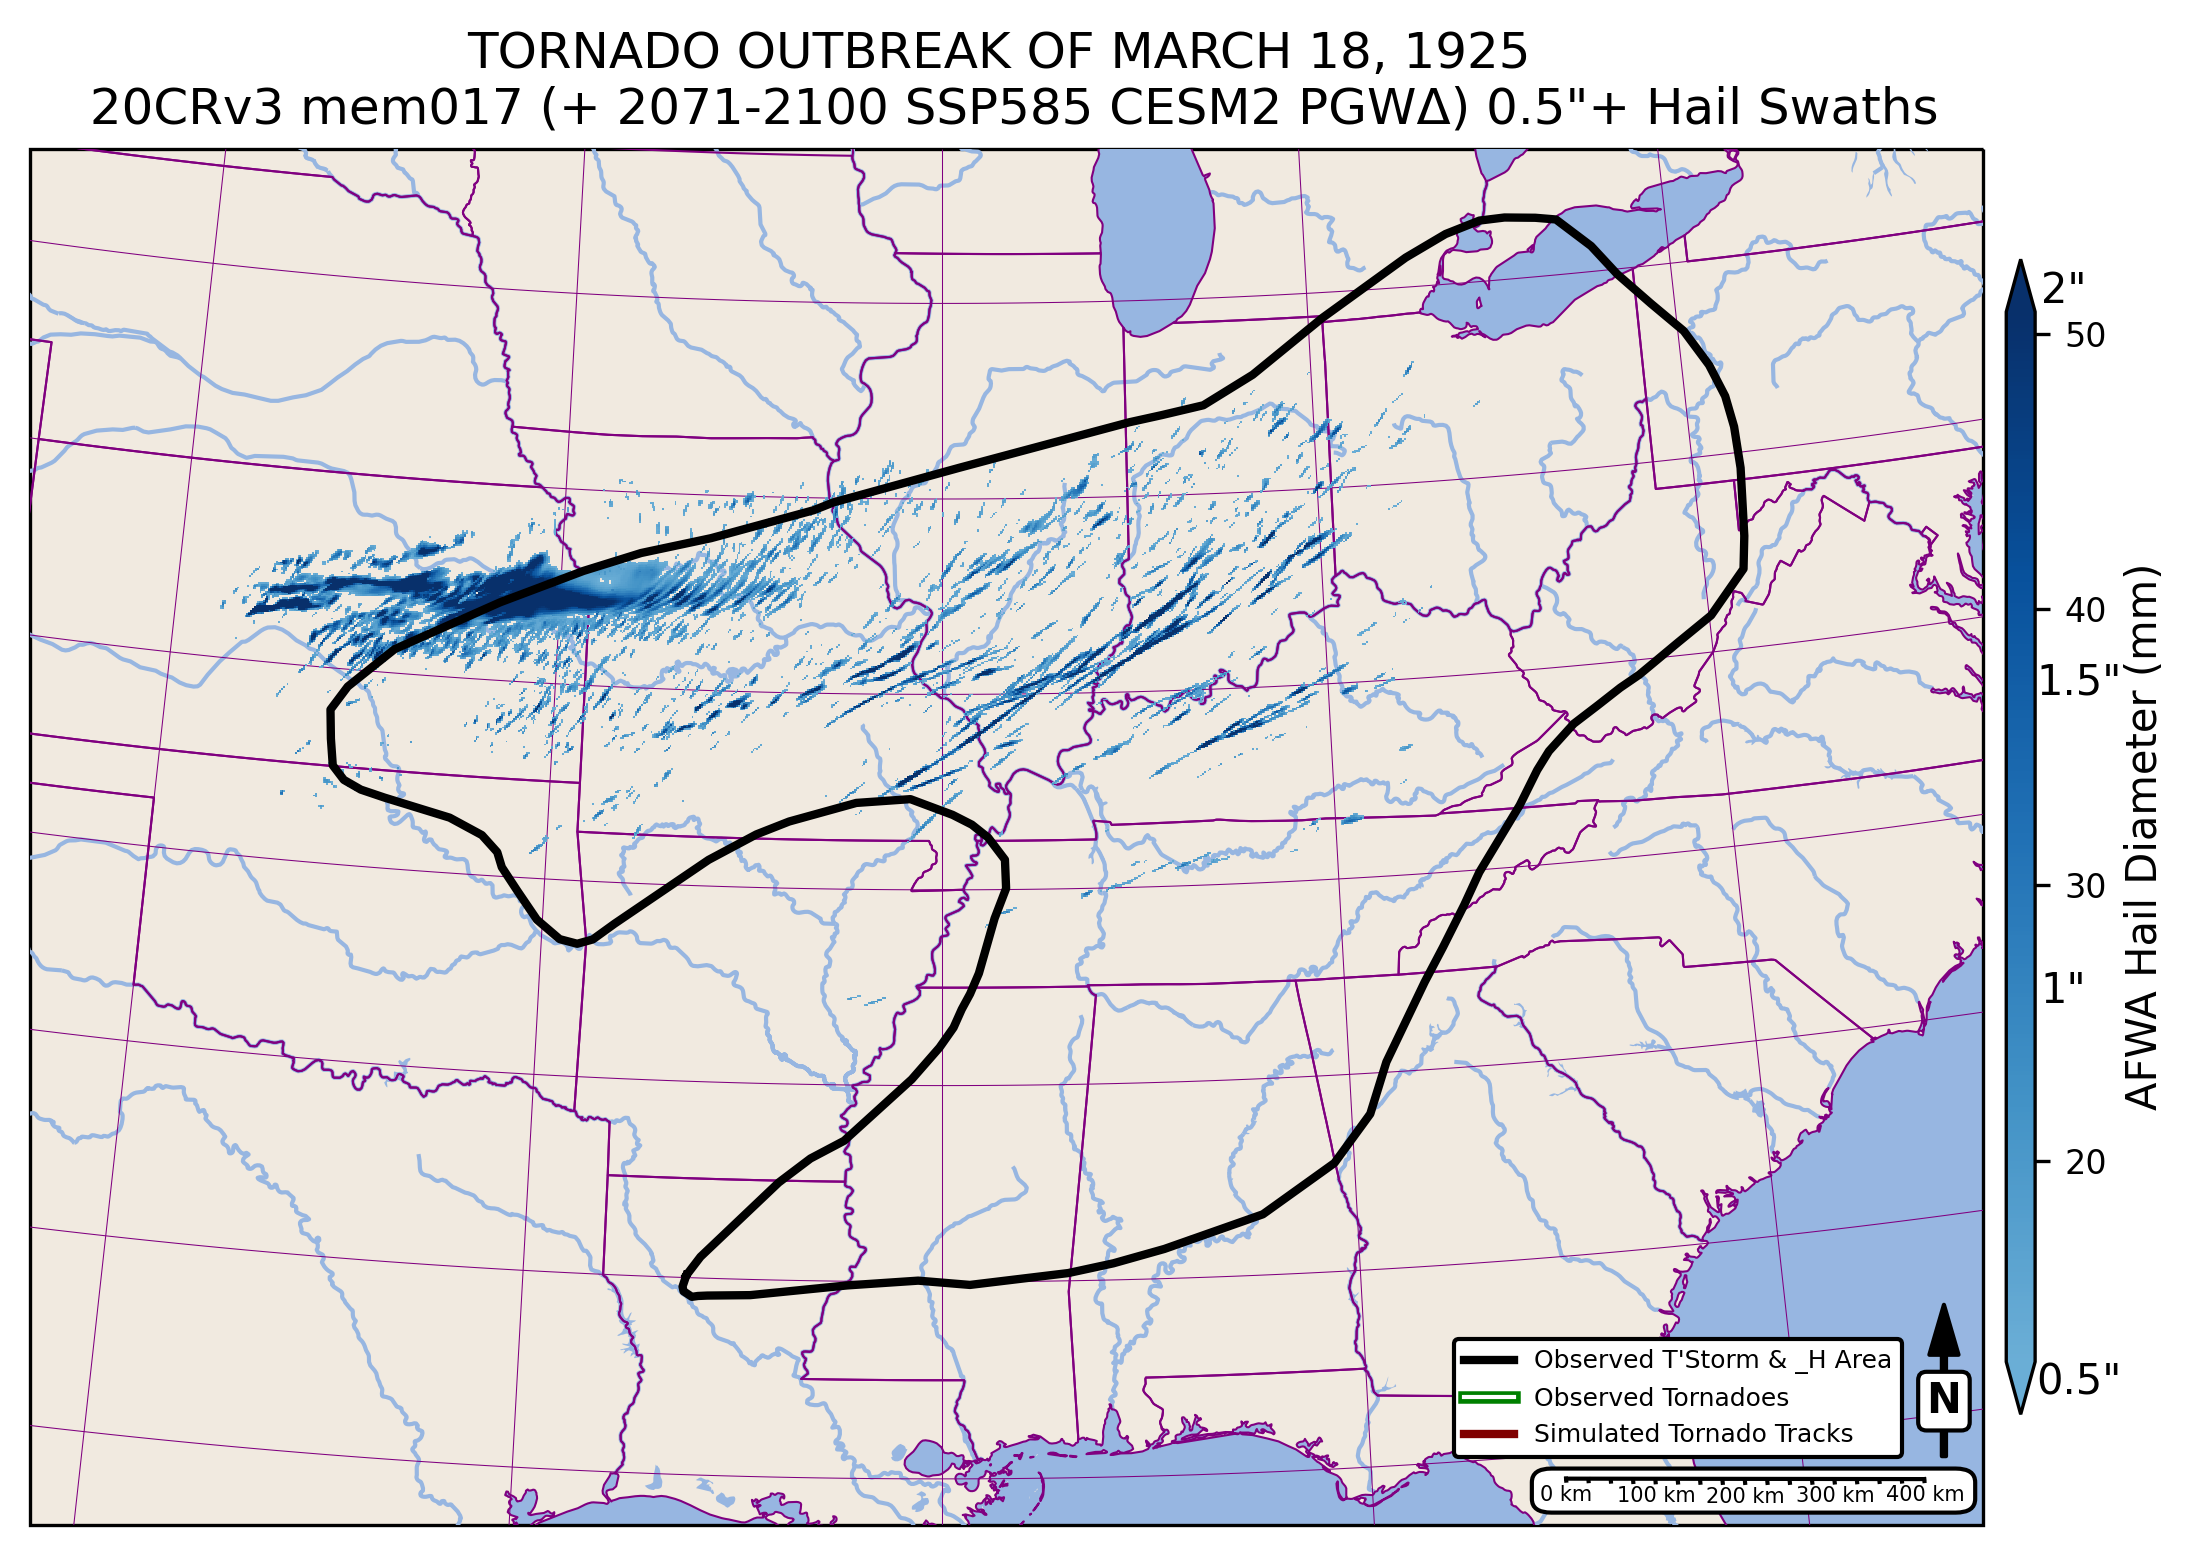 TORNADO OUTBREAK OF MARCH 18, 1925
20CRv3 mem017 (+ 2071-2100 SSP585 CESM2 PGWΔ) 0.5"+ Hail Swaths
2"
50
40
1.5"
30
1"
20
0.5"
AFWA Hail Diameter (mm)
Observed T'Storm & _H Area
Observed Tornadoes
Simulated Tornado Tracks
N
0 km 100 km 200 km 300 km 400 km